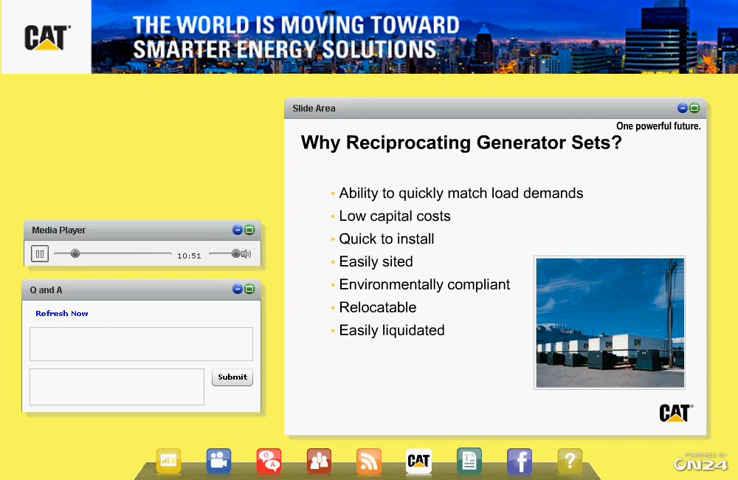 CAT®
THE WORLD IS MOVING TOWARD
SMARTER ENERGY SOLUTIONS
Slide Area
One powerful future.
Why Reciprocating Generator Sets?
• Ability to quickly match load demands
• Low capital costs
• Quick to install
• Easily sited
• Environmentally compliant
• Relocatable
• Easily liquidated
CAT®
Media Player
10:51
Q and A
Refresh Now
Submit
Q
A
CAT
f
?
POWERED BY
ON24